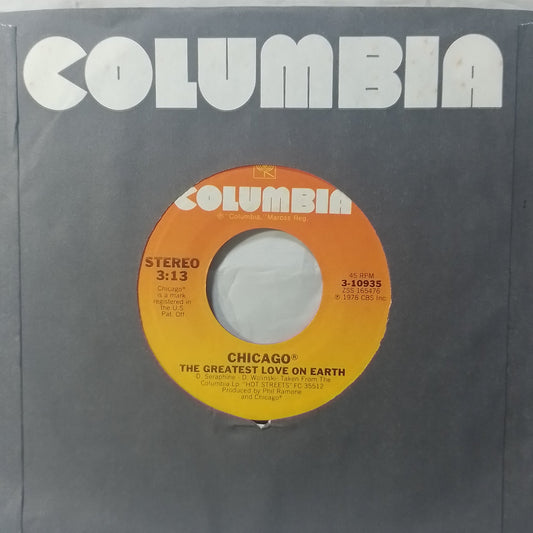 COLUMBIA
COLUMBIA
® "Columbia," Marcas Reg.
STEREO
3:13
Chicago®
is a mark
registered in
the U.S.
Pat. Off.
45 RPM
3-10935
ZSS 165476
℗ 1978 CBS Inc.
CHICAGO®
THE GREATEST LOVE ON EARTH
D. Seraphine - D. Wolinski- Taken From The
Columbia Lp "HOT STREETS" FC 35512
Produced by Phil Ramone
and Chicago®